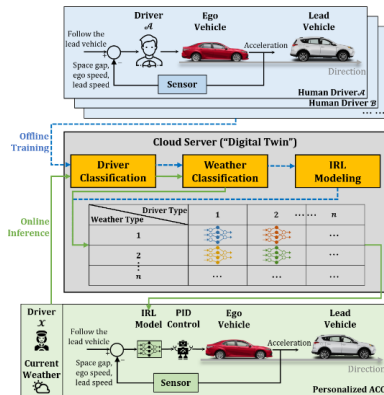 Driver
𝒜
Ego
Vehicle
Lead
Vehicle
Follow the
lead vehicle
Acceleration
Space gap,
ego speed,
lead speed
Sensor
Direction
Human Driver 𝒜
Human Driver ℬ
... ...
Offline
Training
Cloud Server ("Digital Twin")
Driver
Classification
Weather
Classification
IRL
Modeling
Online
Inference
Driver Type
Weather Type
1
2
... ...
n
1
...
2
...
⋮
n
...
...
...
Driver
𝒳
Current
Weather
Follow the
lead vehicle
IRL
Model
PID
Control
Ego
Vehicle
Lead
Vehicle
Acceleration
Space gap,
ego speed,
lead speed
Sensor
Direction
Personalized ACC